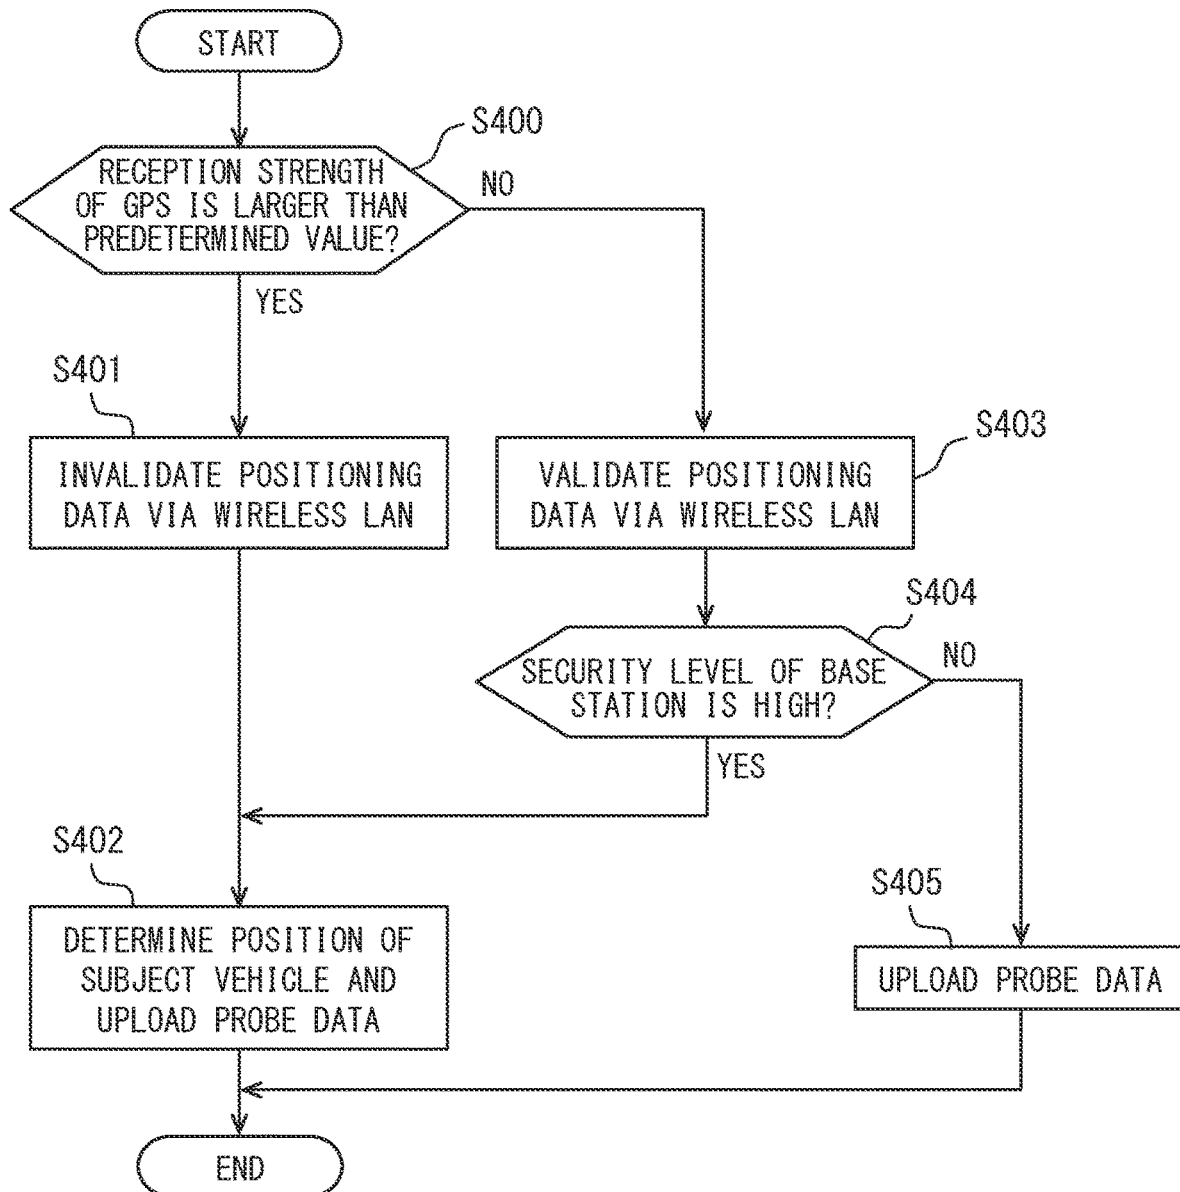 START
S400
RECEPTION STRENGTH
OF GPS IS LARGER THAN
PREDETERMINED VALUE?
NO
YES
S401
INVALIDATE POSITIONING
DATA VIA WIRELESS LAN
S403
VALIDATE POSITIONING
DATA VIA WIRELESS LAN
S404
SECURITY LEVEL OF BASE
STATION IS HIGH?
NO
YES
S402
DETERMINE POSITION OF
SUBJECT VEHICLE AND
UPLOAD PROBE DATA
S405
UPLOAD PROBE DATA
END